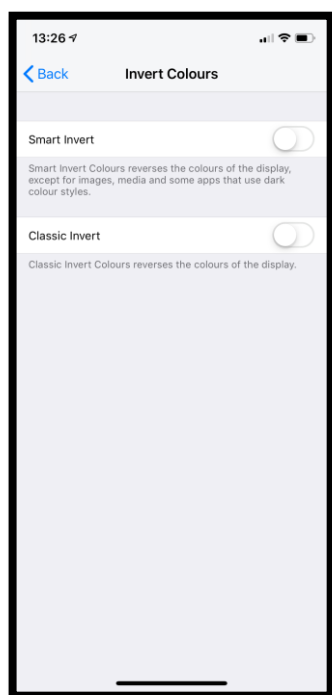 13:26
Back
Invert Colours
Smart Invert
Smart Invert Colours reverses the colours of the display,
except for images, media and some apps that use dark
colour styles.
Classic Invert
Classic Invert Colours reverses the colours of the display.